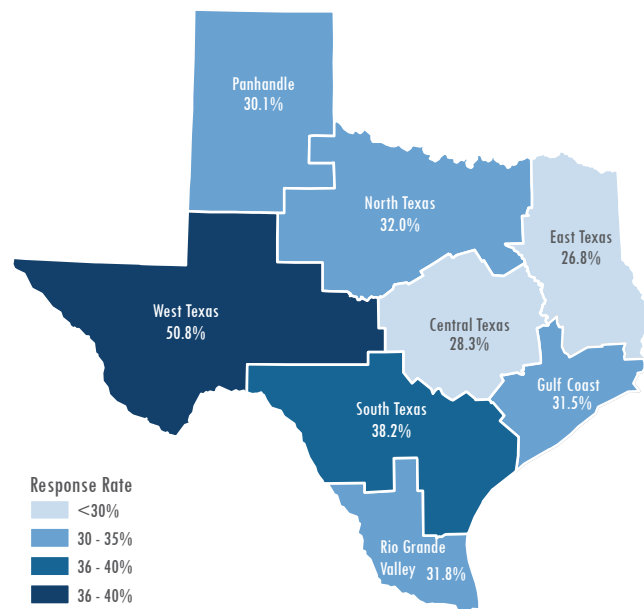 Panhandle
30.1%
North Texas
32.0%
East Texas
26.8%
West Texas
50.8%
Central Texas
28.3%
Gulf Coast
31.5%
South Texas
38.2%
Rio Grande
Valley 31.8%
Response Rate
<30%
30 - 35%
36 - 40%
36 - 40%